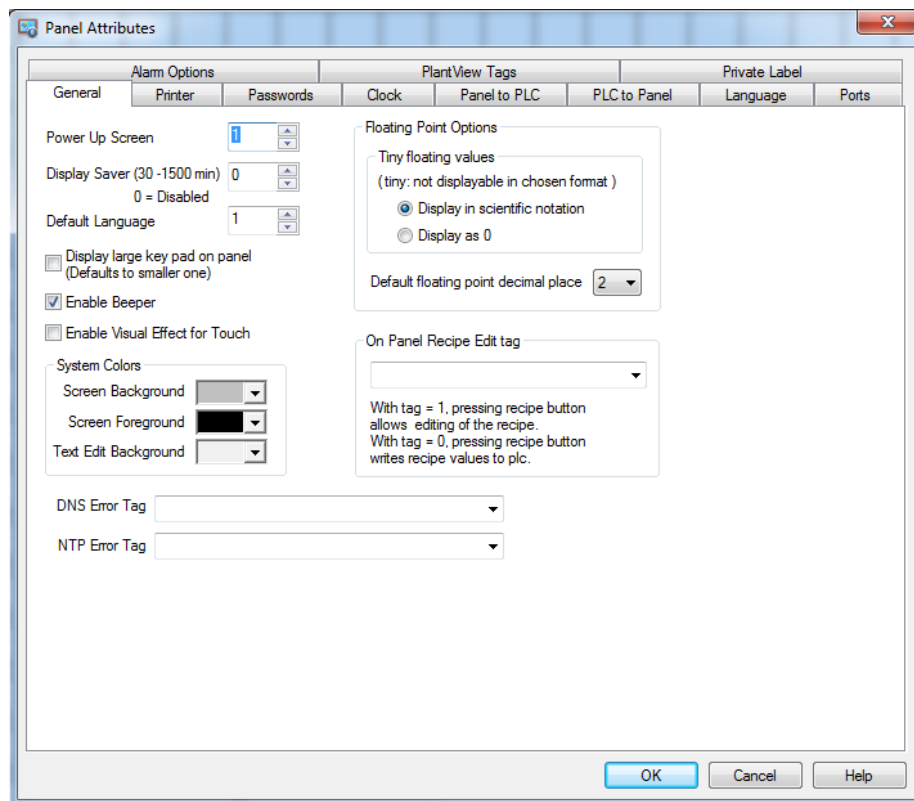 Panel Attributes
X
Alarm Options PlantView Tags Private Label
General Printer Passwords Clock Panel to PLC PLC to Panel Language Ports
Power Up Screen 1
Display Saver (30 -1500 min) 0
0 = Disabled
Default Language 1
Display large key pad on panel
(Defaults to smaller one)
Enable Beeper
Enable Visual Effect for Touch
System Colors
Screen Background
Screen Foreground
Text Edit Background
Floating Point Options
Tiny floating values
( tiny: not displayable in chosen format )
Display in scientific notation
Display as 0
Default floating point decimal place 2
On Panel Recipe Edit tag
With tag = 1, pressing recipe button
allows editing of the recipe.
With tag = 0, pressing recipe button
writes recipe values to plc.
DNS Error Tag
NTP Error Tag
OK Cancel Help